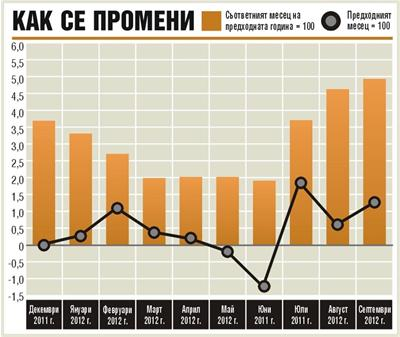 КАК СЕ ПРОМЕНИ
Съответният месец на
предходната година = 100
Предходният
месец = 100
6,0
5,5
5,0
4,5
4,0
3,5
3,0
2,5
2,0
1,5
1,0
0,5
0
-0,5
-1,0
-1,5
Декември
2011 г.
Януари
2012 г.
Февруари
2012 г.
Март
2012 г.
Април
2012 г.
Май
2012 г.
Юни
2012 г.
Юли
2012 г.
Август
2012 г.
Септември
2012 г.